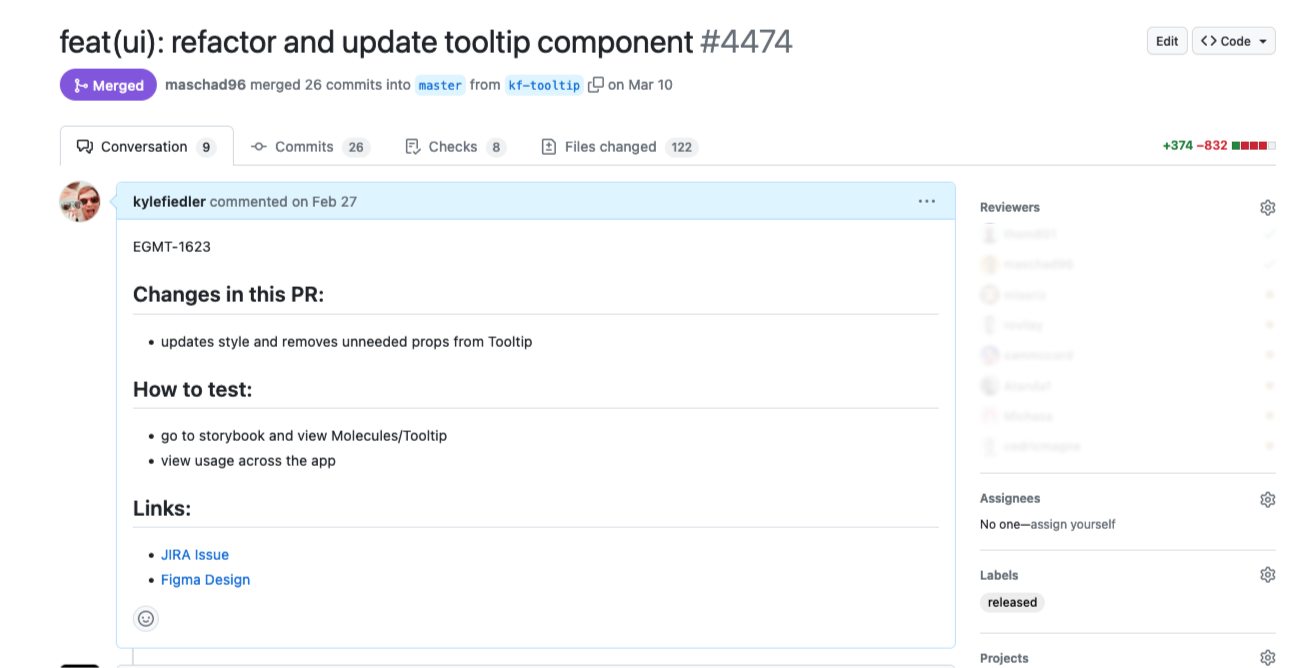 feat(ui): refactor and update tooltip component #4474
Edit
<> Code
Merged
maschad96 merged 26 commits into master from kf-tooltip on Mar 10
Conversation 9
Commits 26
Checks 8
Files changed 122
+374 −832
kylefiedler commented on Feb 27
...
EGMT-1623
Changes in this PR:
• updates style and removes unneeded props from Tooltip
How to test:
• go to storybook and view Molecules/Tooltip
• view usage across the app
Links:
• JIRA Issue
• Figma Design
Reviewers
Assignees
No one—assign yourself
Labels
released
Projects